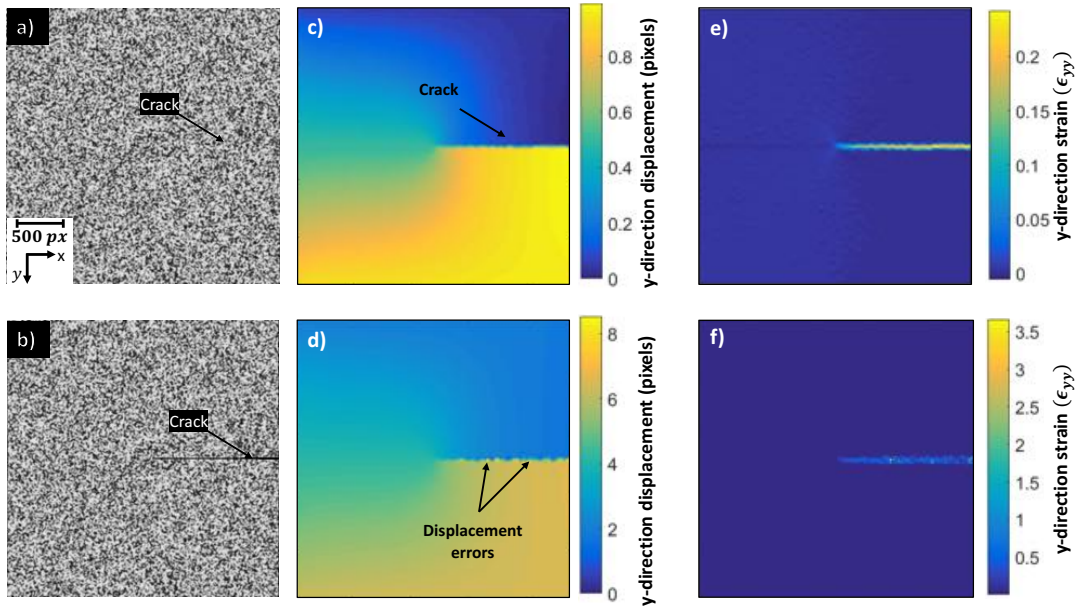 a)
Crack
500 px
x
y
c)
Crack
0.8
0.6
0.4
0.2
0
y-direction displacement (pixels)
e)
0.2
0.15
0.1
0.05
0
y-direction strain (ϵyy)
b)
Crack
d)
Displacement
errors
8
6
4
2
0
y-direction displacement (pixels)
f)
3.5
3
2.5
2
1.5
1
0.5
y-direction strain (ϵyy)